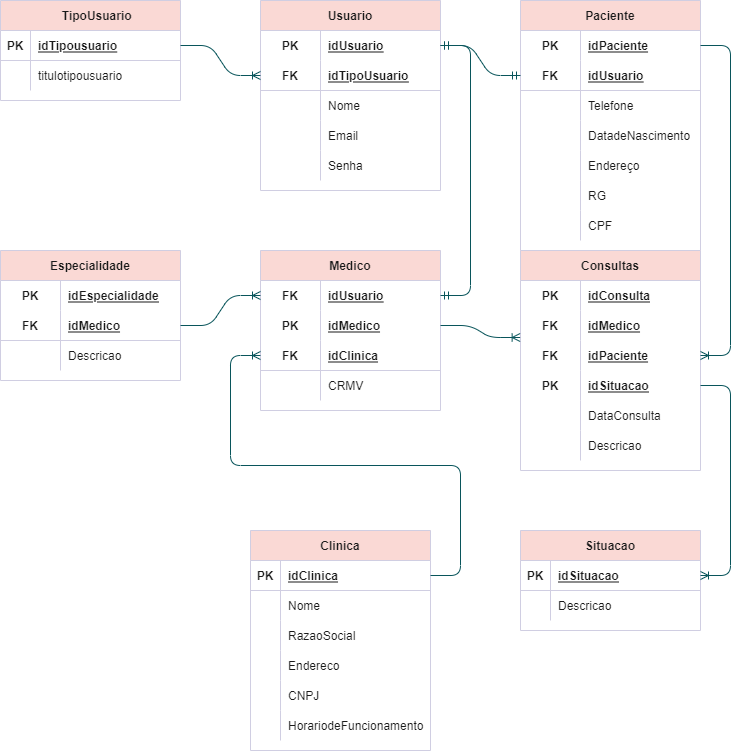 TipoUsuario
PK idTipousuario
titulotipousuario
Usuario
PK idUsuario
FK idTipoUsuario
Nome
Email
Senha
Paciente
PK idPaciente
FK idUsuario
Telefone
DatadeNascimento
Endereço
RG
CPF
Especialidade
PK idEspecialidade
FK idMedico
Descricao
Medico
FK idUsuario
PK idMedico
FK idClinica
CRMV
Consultas
PK idConsulta
FK idMedico
FK idPaciente
PK idSituacao
DataConsulta
Descricao
Clinica
PK idClinica
Nome
RazaoSocial
Endereco
CNPJ
HorariodeFuncionamento
Situacao
PK idSituacao
Descricao